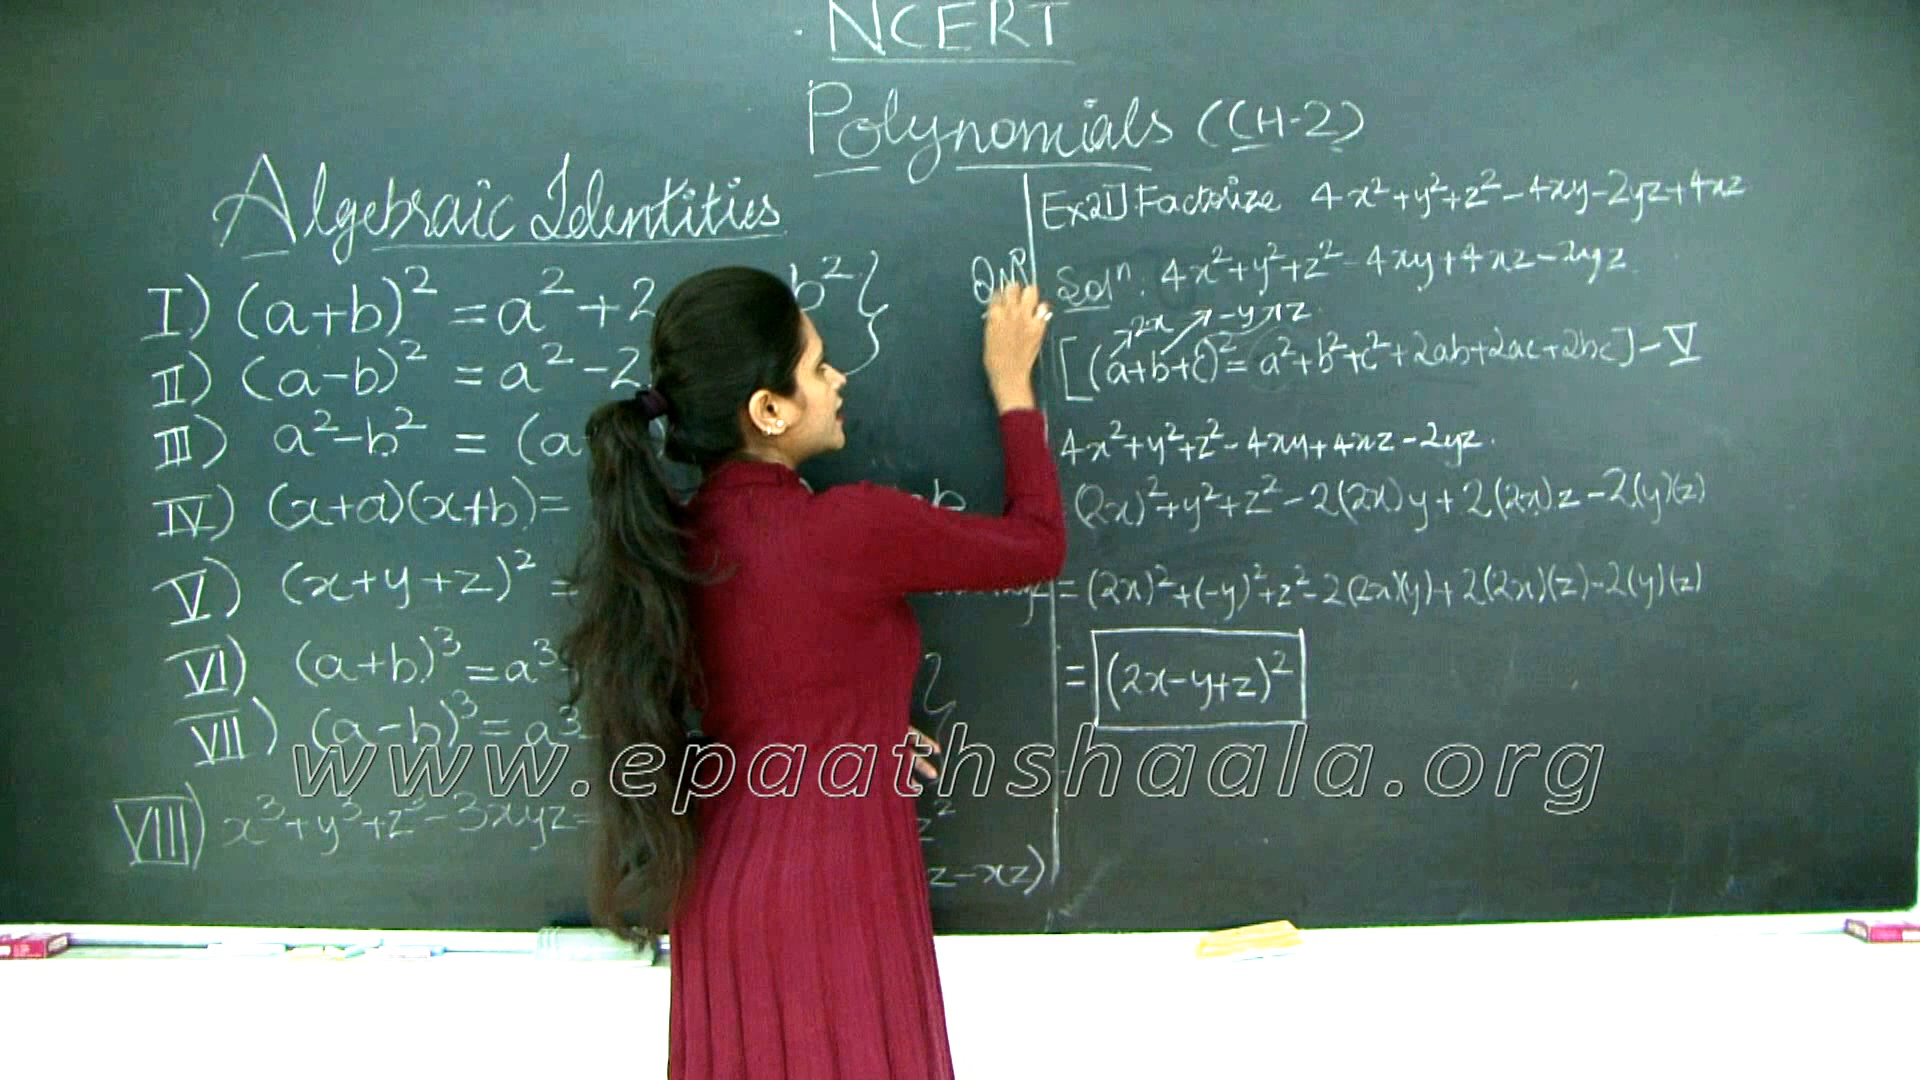 NCERT
Polynomials (CH-2)
Algebraic Identities
I) (a+b)² = a²+2 b² }
II) (a-b)² = a²-2
III) a²-b² = (a
IV) (x+a)(x+b)= b
V) (x+y+z)² =
VI) (a+b)³ = a³
VII) (a-b)³ = a³-
VIII) x³+y³+z³-3xyz= z²
z-xz)
Ex21] Factorize 4x²+y²+z²-4xy-2yz+4xz
Solⁿ: 4x²+y²+z²-4xy+4xz-2yz
2x -y z
[(a+b+c)² = a²+b²+c²+2ab+2ac+2bc] - V
4x²+y²+z²-4xy+4xz-2yz.
(2x)²+y²+z²-2(2x)y+2(2x)z-2(y)(z)
= (2x)²+(-y)²+z²-2(2x)(y)+2(2x)(z)-2(y)(z)
= (2x-y+z)²
www.epaathshaala.org